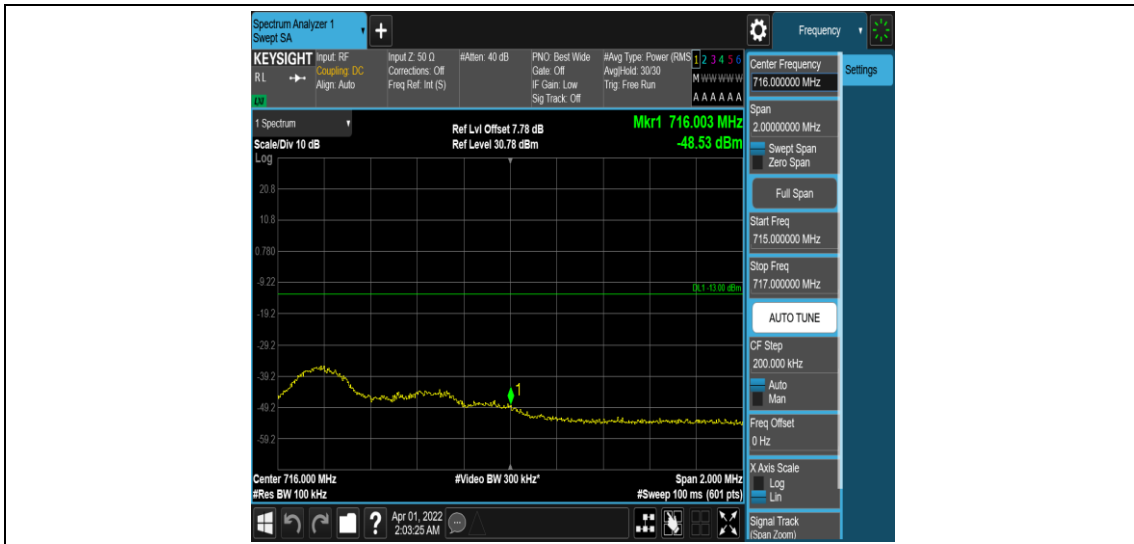 Spectrum Analyzer 1
Swept SA
+
Frequency
KEYSIGHT
RL
LXI
Input: RF
Coupling: DC
Align: Auto
Input Z: 50 Ω
Corrections: Off
Freq Ref: Int (S)
#Atten: 40 dB
PNO: Best Wide
Gate: Off
IF Gain: Low
Sig Track: Off
#Avg Type: Power (RMS
Avg|Hold: 30/30
Trig: Free Run
1 2 3 4 5 6
M W W W W W
A A A A A A
Center Frequency
716.000000 MHz
Settings
1 Spectrum
Scale/Div 10 dB
Ref Lvl Offset 7.78 dB
Ref Level 30.78 dBm
Mkr1 716.003 MHz
-48.53 dBm
Log
20.8
10.8
0.780
-9.22
-19.2
-29.2
-39.2
-49.2
-59.2
DL1 -13.00 dBm
1
Center 716.000 MHz
#Res BW 100 kHz
#Video BW 300 kHz*
Span 2.000 MHz
#Sweep 100 ms (601 pts)
Span
2.00000000 MHz
Swept Span
Zero Span
Full Span
Start Freq
715.000000 MHz
Stop Freq
717.000000 MHz
AUTO TUNE
CF Step
200.000 kHz
Auto
Man
Freq Offset
0 Hz
X Axis Scale
Log
Lin
Signal Track
(Span Zoom)
?
Apr 01, 2022
2:03:25 AM